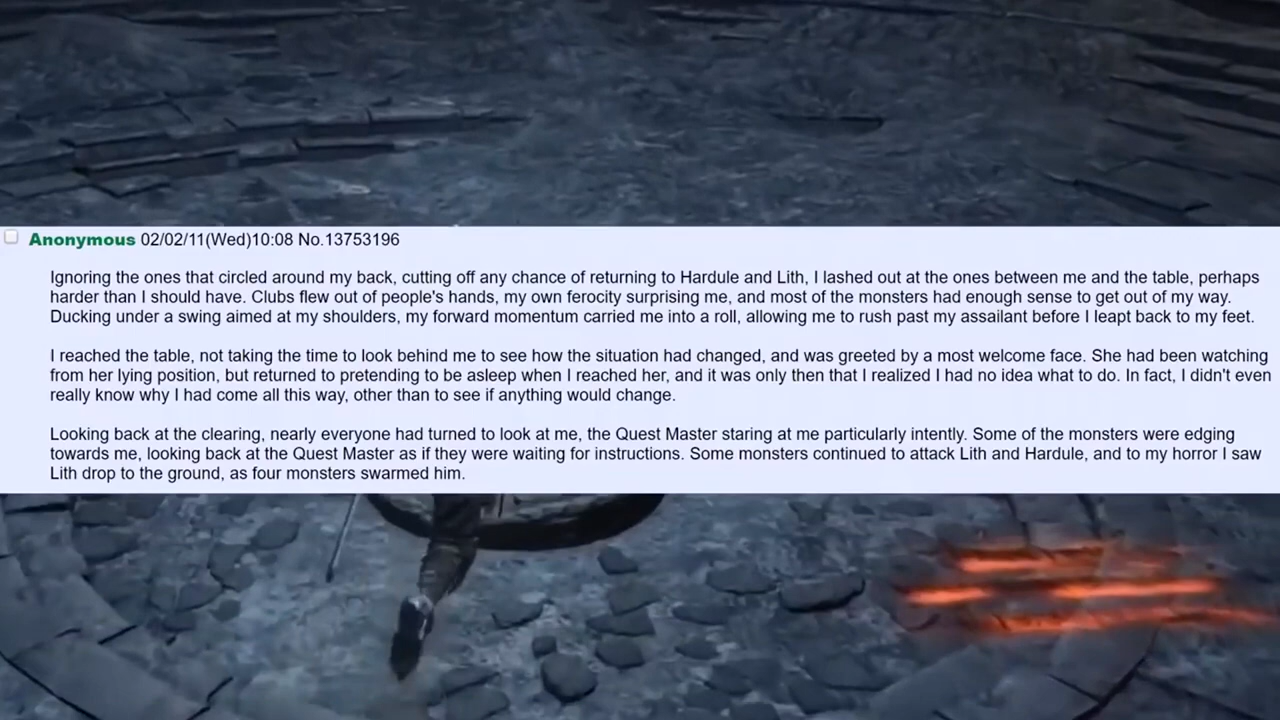 Anonymous 02/02/11(Wed)10:08 No.13753196
Ignoring the ones that circled around my back, cutting off any chance of returning to Hardule and Lith, I lashed out at the ones between me and the table, perhaps
harder than I should have. Clubs flew out of people's hands, my own ferocity surprising me, and most of the monsters had enough sense to get out of my way.
Ducking under a swing aimed at my shoulders, my forward momentum carried me into a roll, allowing me to rush past my assailant before I leapt back to my feet.
I reached the table, not taking the time to look behind me to see how the situation had changed, and was greeted by a most welcome face. She had been watching
from her lying position, but returned to pretending to be asleep when I reached her, and it was only then that I realized I had no idea what to do. In fact, I didn't even
really know why I had come all this way, other than to see if anything would change.
Looking back at the clearing, nearly everyone had turned to look at me, the Quest Master staring at me particularly intently. Some of the monsters were edging
towards me, looking back at the Quest Master as if they were waiting for instructions. Some monsters continued to attack Lith and Hardule, and to my horror I saw
Lith drop to the ground, as four monsters swarmed him.